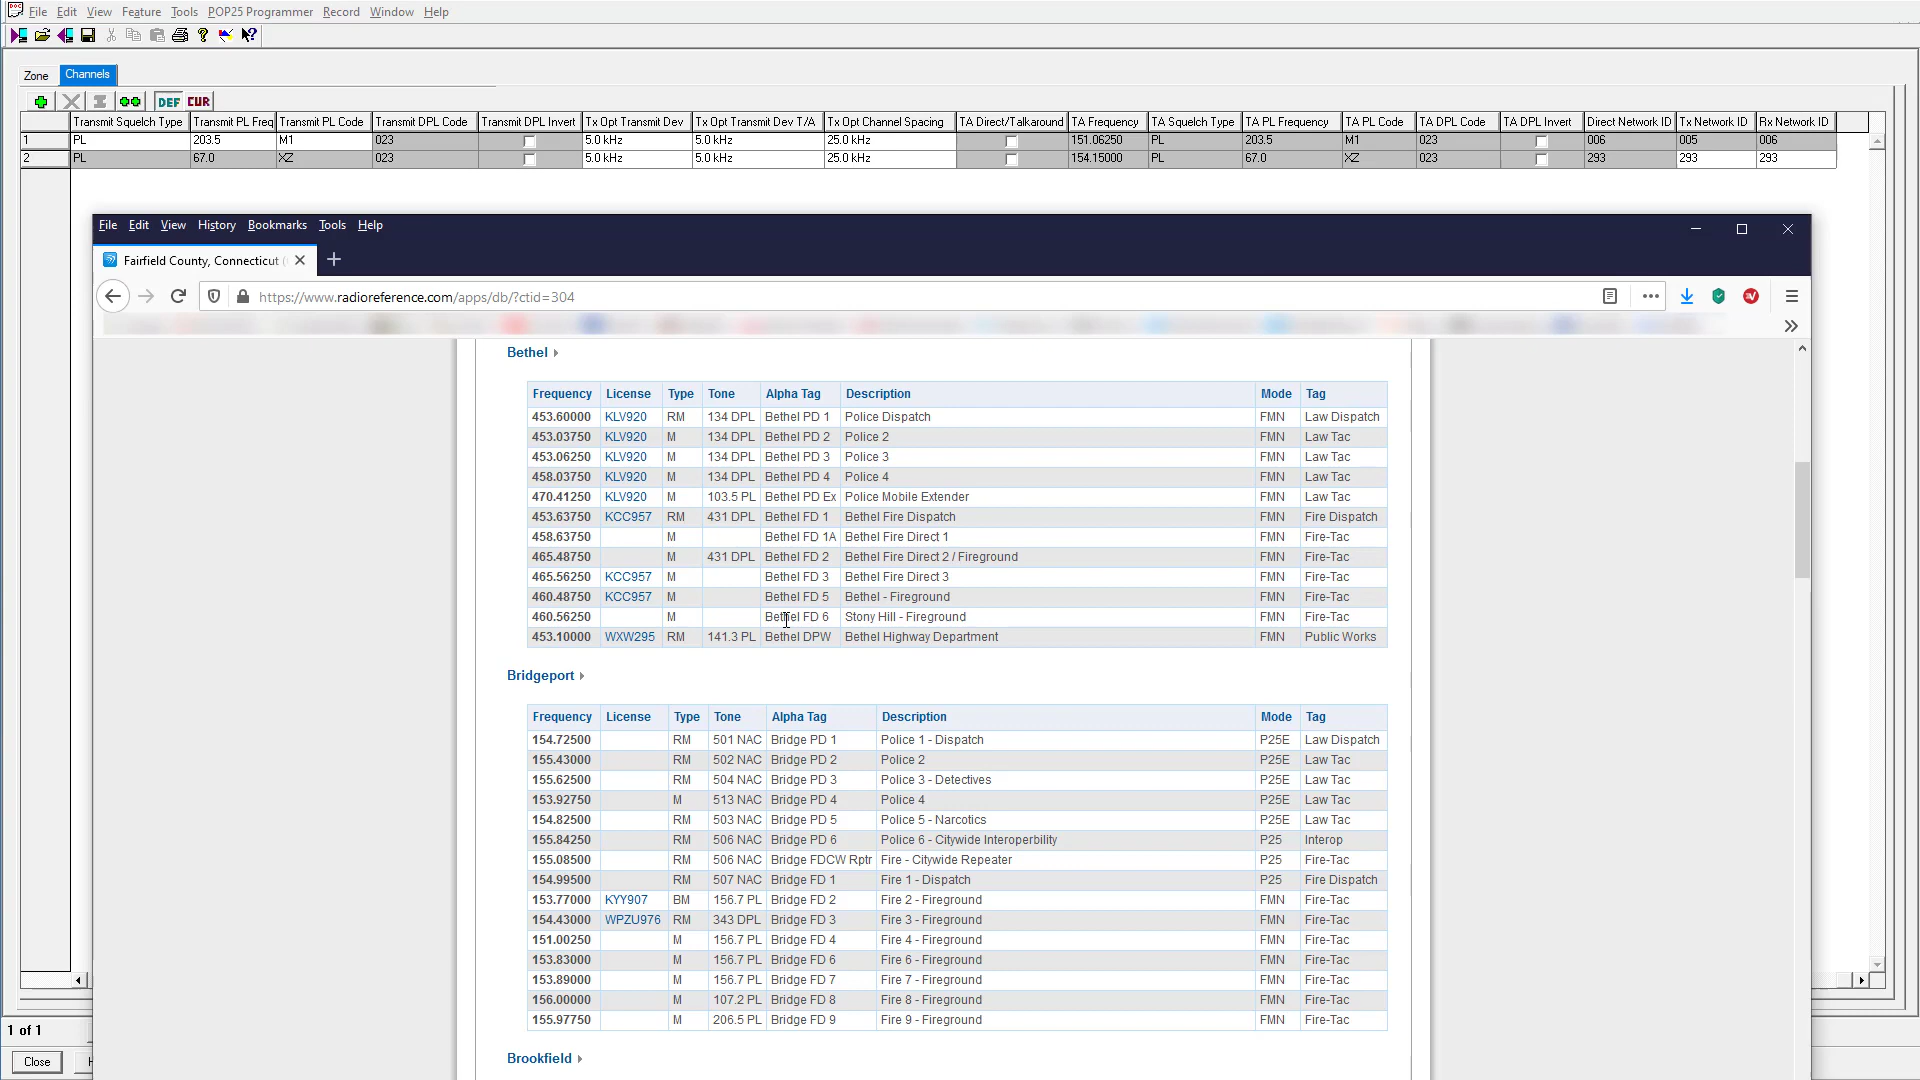 File Edit View Feature Tools POP25 Programmer Record Window Help
Zone Channels
DEF CUR
Transmit Squelch Type Transmit PL Freq Transmit PL Code Transmit DPL Code Transmit DPL Invert Tx Opt Transmit Dev Tx Opt Transmit Dev T/A Tx Opt Channel Spacing TA Direct/Talkaround TA Frequency TA Squelch Type TA PL Frequency TA PL Code TA DPL Code TA DPL Invert Direct Network ID Tx Network ID Rx Network ID
1 PL 203.5 M1 023 5.0 kHz 5.0 kHz 25.0 kHz 151.06250 PL 203.5 M1 023 006 005 006
2 PL 67.0 XZ 023 5.0 kHz 5.0 kHz 25.0 kHz 154.15000 PL 67.0 XZ 023 293 293 293
File Edit View History Bookmarks Tools Help
Fairfield County, Connecticut (
https://www.radioreference.com/apps/db/?ctid=304
Bethel
Frequency License Type Tone Alpha Tag Description Mode Tag
453.60000 KLV920 RM 134 DPL Bethel PD 1 Police Dispatch FMN Law Dispatch
453.03750 KLV920 M 134 DPL Bethel PD 2 Police 2 FMN Law Tac
453.06250 KLV920 M 134 DPL Bethel PD 3 Police 3 FMN Law Tac
458.03750 KLV920 M 134 DPL Bethel PD 4 Police 4 FMN Law Tac
470.41250 KLV920 M 103.5 PL Bethel PD Ex Police Mobile Extender FMN Law Tac
453.63750 KCC957 RM 431 DPL Bethel FD 1 Bethel Fire Dispatch FMN Fire Dispatch
458.63750 M Bethel FD 1A Bethel Fire Direct 1 FMN Fire-Tac
465.48750 M 431 DPL Bethel FD 2 Bethel Fire Direct 2 / Fireground FMN Fire-Tac
465.56250 KCC957 M Bethel FD 3 Bethel Fire Direct 3 FMN Fire-Tac
460.48750 KCC957 M Bethel FD 5 Bethel - Fireground FMN Fire-Tac
460.56250 M Bethel FD 6 Stony Hill - Fireground FMN Fire-Tac
453.10000 WXW295 RM 141.3 PL Bethel DPW Bethel Highway Department FMN Public Works
Bridgeport
Frequency License Type Tone Alpha Tag Description Mode Tag
154.72500 RM 501 NAC Bridge PD 1 Police 1 - Dispatch P25E Law Dispatch
155.43000 RM 502 NAC Bridge PD 2 Police 2 P25E Law Tac
155.62500 RM 504 NAC Bridge PD 3 Police 3 - Detectives P25E Law Tac
153.92750 M 513 NAC Bridge PD 4 Police 4 P25E Law Tac
154.82500 RM 503 NAC Bridge PD 5 Police 5 - Narcotics P25E Law Tac
155.84250 RM 506 NAC Bridge PD 6 Police 6 - Citywide Interoperbility P25 Interop
155.08500 RM 506 NAC Bridge FDCW Rptr Fire - Citywide Repeater P25 Fire-Tac
154.99500 RM 507 NAC Bridge FD 1 Fire 1 - Dispatch P25 Fire Dispatch
153.77000 KYY907 BM 156.7 PL Bridge FD 2 Fire 2 - Fireground FMN Fire-Tac
154.43000 WPZU976 RM 343 DPL Bridge FD 3 Fire 3 - Fireground FMN Fire-Tac
151.00250 M 156.7 PL Bridge FD 4 Fire 4 - Fireground FMN Fire-Tac
153.83000 M 156.7 PL Bridge FD 6 Fire 6 - Fireground FMN Fire-Tac
153.89000 M 156.7 PL Bridge FD 7 Fire 7 - Fireground FMN Fire-Tac
156.00000 M 107.2 PL Bridge FD 8 Fire 8 - Fireground FMN Fire-Tac
155.97750 M 206.5 PL Bridge FD 9 Fire 9 - Fireground FMN Fire-Tac
Brookfield
1 of 1
Close